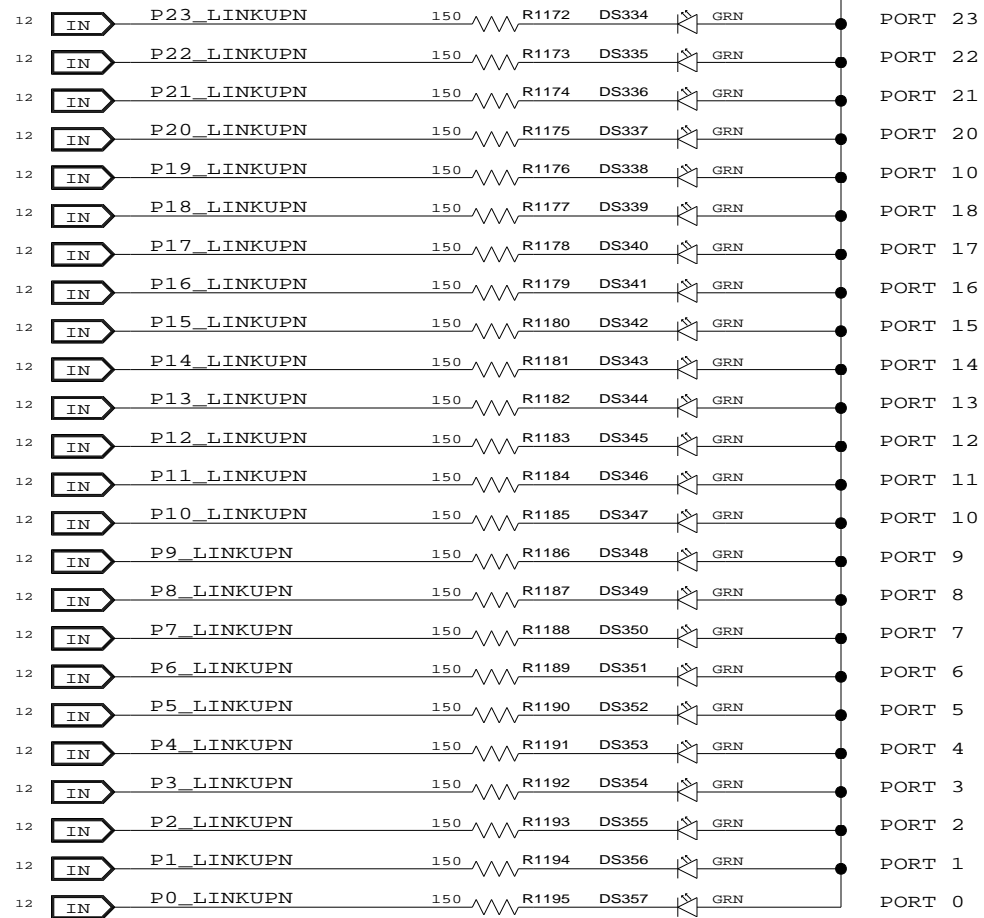 12 IN P23_LINKUPN 150 R1172 DS334 GRN PORT 23
12 IN P22_LINKUPN 150 R1173 DS335 GRN PORT 22
12 IN P21_LINKUPN 150 R1174 DS336 GRN PORT 21
12 IN P20_LINKUPN 150 R1175 DS337 GRN PORT 20
12 IN P19_LINKUPN 150 R1176 DS338 GRN PORT 10
12 IN P18_LINKUPN 150 R1177 DS339 GRN PORT 18
12 IN P17_LINKUPN 150 R1178 DS340 GRN PORT 17
12 IN P16_LINKUPN 150 R1179 DS341 GRN PORT 16
12 IN P15_LINKUPN 150 R1180 DS342 GRN PORT 15
12 IN P14_LINKUPN 150 R1181 DS343 GRN PORT 14
12 IN P13_LINKUPN 150 R1182 DS344 GRN PORT 13
12 IN P12_LINKUPN 150 R1183 DS345 GRN PORT 12
12 IN P11_LINKUPN 150 R1184 DS346 GRN PORT 11
12 IN P10_LINKUPN 150 R1185 DS347 GRN PORT 10
12 IN P9_LINKUPN 150 R1186 DS348 GRN PORT 9
12 IN P8_LINKUPN 150 R1187 DS349 GRN PORT 8
12 IN P7_LINKUPN 150 R1188 DS350 GRN PORT 7
12 IN P6_LINKUPN 150 R1189 DS351 GRN PORT 6
12 IN P5_LINKUPN 150 R1190 DS352 GRN PORT 5
12 IN P4_LINKUPN 150 R1191 DS353 GRN PORT 4
12 IN P3_LINKUPN 150 R1192 DS354 GRN PORT 3
12 IN P2_LINKUPN 150 R1193 DS355 GRN PORT 2
12 IN P1_LINKUPN 150 R1194 DS356 GRN PORT 1
12 IN P0_LINKUPN 150 R1195 DS357 GRN PORT 0